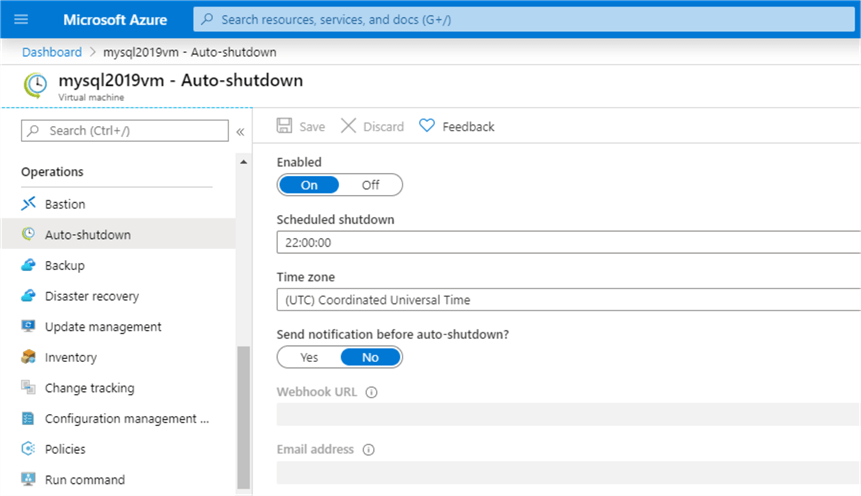 Microsoft Azure
Search resources, services, and docs (G+/)
Dashboard > mysql2019vm - Auto-shutdown
mysql2019vm - Auto-shutdown
Virtual machine
Search (Ctrl+/)
«
Operations
Bastion
Auto-shutdown
Backup
Disaster recovery
Update management
Inventory
Change tracking
Configuration management ...
Policies
Run command
Save Discard Feedback
Enabled
On Off
Scheduled shutdown
22:00:00
Time zone
(UTC) Coordinated Universal Time
Send notification before auto-shutdown?
Yes No
Webhook URL
Email address